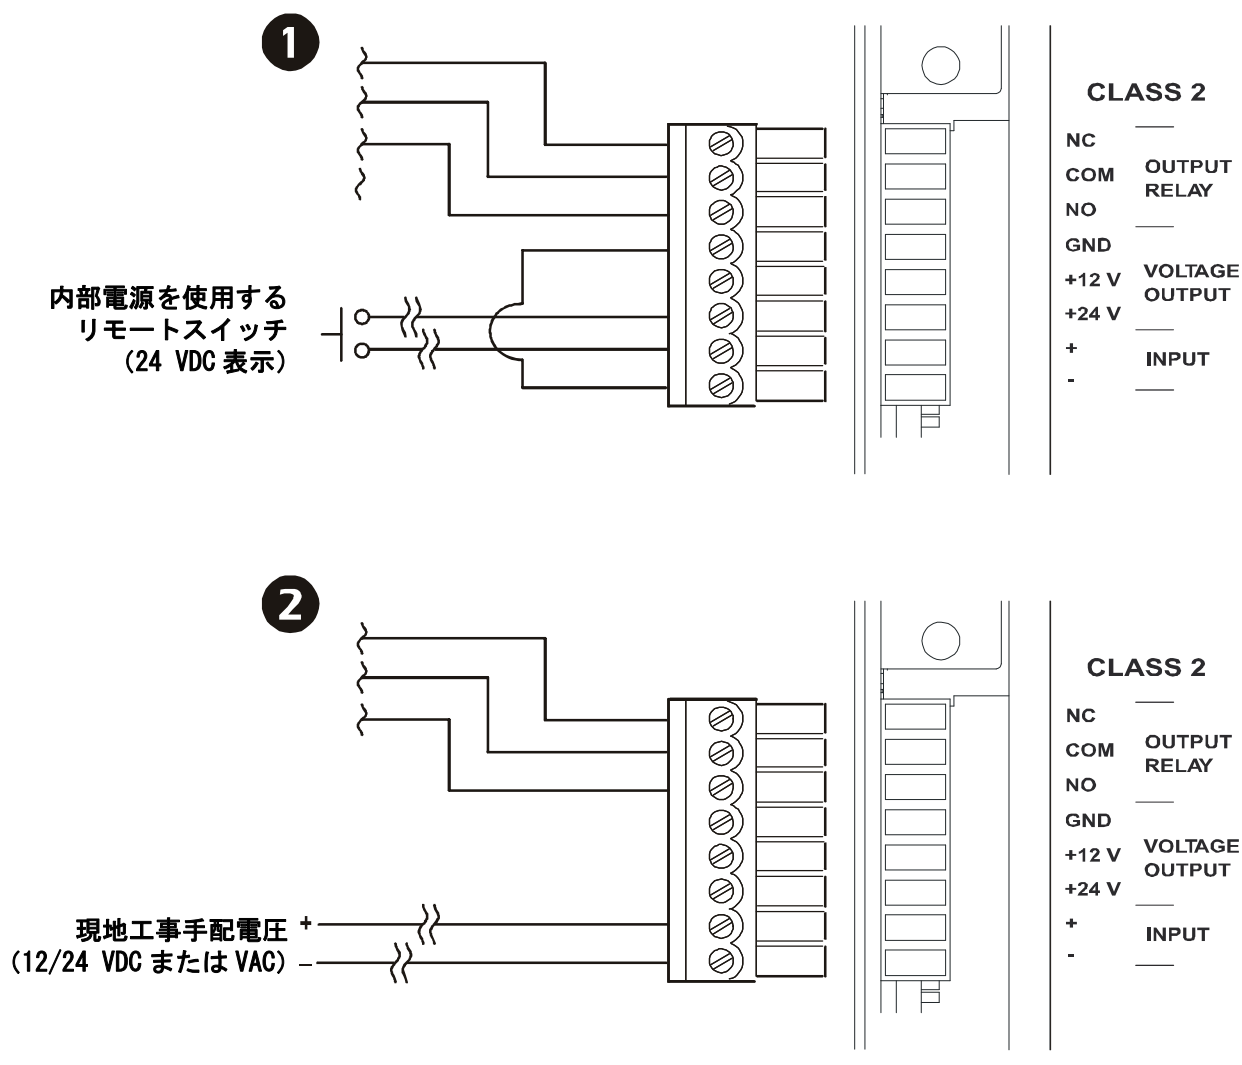 1
CLASS 2
NC
COM
NO
OUTPUT
RELAY
GND
+12 V
+24 V
VOLTAGE
OUTPUT
+
-
INPUT
内部電源を使用する
リモートスイッチ
(24 VDC 表示)
2
CLASS 2
NC
COM
NO
OUTPUT
RELAY
GND
+12 V
+24 V
VOLTAGE
OUTPUT
+
-
INPUT
現地工事手配電圧 +
(12/24 VDC または VAC) –